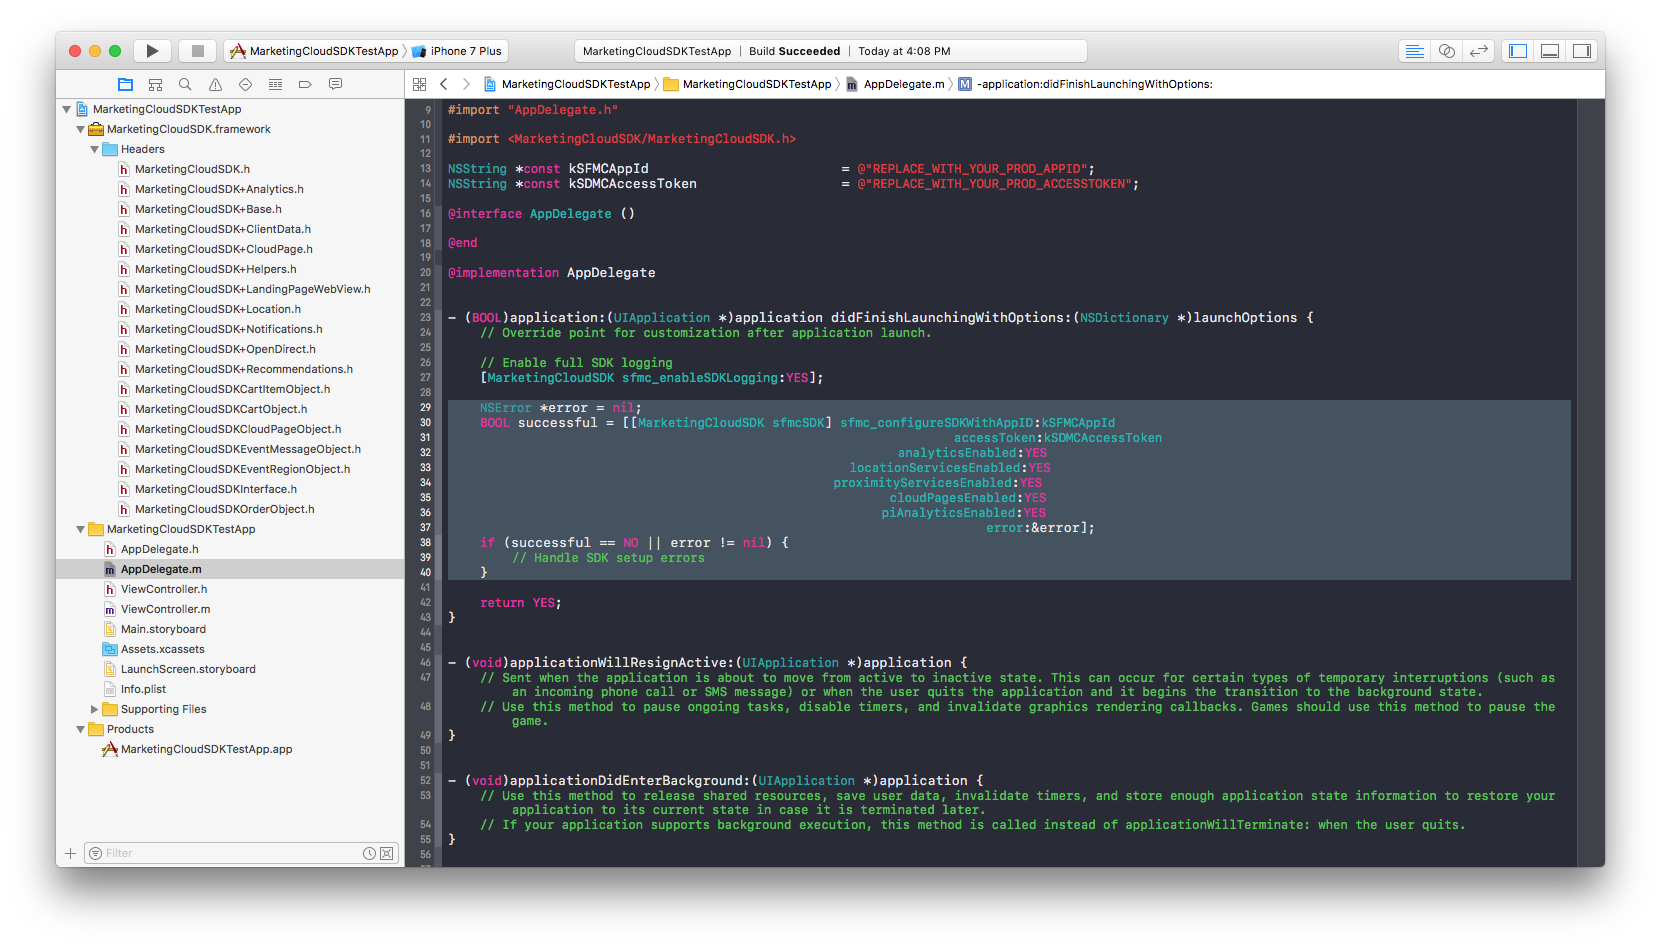 MarketingCloudSDKTestApp iPhone 7 Plus
MarketingCloudSDKTestApp | Build Succeeded | Today at 4:08 PM
MarketingCloudSDKTestApp MarketingCloudSDKTestApp m AppDelegate.m M -application:didFinishLaunchingWithOptions:
MarketingCloudSDKTestApp
MarketingCloudSDK.framework
Headers
h MarketingCloudSDK.h
h MarketingCloudSDK+Analytics.h
h MarketingCloudSDK+Base.h
h MarketingCloudSDK+ClientData.h
h MarketingCloudSDK+CloudPage.h
h MarketingCloudSDK+Helpers.h
h MarketingCloudSDK+LandingPageWebView.h
h MarketingCloudSDK+Location.h
h MarketingCloudSDK+Notifications.h
h MarketingCloudSDK+OpenDirect.h
h MarketingCloudSDK+Recommendations.h
h MarketingCloudSDKCartItemObject.h
h MarketingCloudSDKCartObject.h
h MarketingCloudSDKCloudPageObject.h
h MarketingCloudSDKEventMessageObject.h
h MarketingCloudSDKEventRegionObject.h
h MarketingCloudSDKInterface.h
h MarketingCloudSDKOrderObject.h
MarketingCloudSDKTestApp
h AppDelegate.h
m AppDelegate.m
h ViewController.h
m ViewController.m
Main.storyboard
Assets.xcassets
LaunchScreen.storyboard
Info.plist
Supporting Files
Products
MarketingCloudSDKTestApp.app
Filter
9 #import "AppDelegate.h"
10
11 #import <MarketingCloudSDK/MarketingCloudSDK.h>
12
13 NSString *const kSFMCAppId = @"REPLACE_WITH_YOUR_PROD_APPID";
14 NSString *const kSDMCAccessToken = @"REPLACE_WITH_YOUR_PROD_ACCESSTOKEN";
15
16 @interface AppDelegate ()
17
18 @end
19
20 @implementation AppDelegate
21
22
23 - (BOOL)application:(UIApplication *)application didFinishLaunchingWithOptions:(NSDictionary *)launchOptions {
24 // Override point for customization after application launch.
25
26 // Enable full SDK logging
27 [MarketingCloudSDK sfmc_enableSDKLogging:YES];
28
29 NSError *error = nil;
30 BOOL successful = [[MarketingCloudSDK sfmcSDK] sfmc_configureSDKWithAppID:kSFMCAppId
31 accessToken:kSDMCAccessToken
32 analyticsEnabled:YES
33 locationServicesEnabled:YES
34 proximityServicesEnabled:YES
35 cloudPagesEnabled:YES
36 piAnalyticsEnabled:YES
37 error:&error];
38 if (successful == NO || error != nil) {
39 // Handle SDK setup errors
40 }
41
42 return YES;
43 }
44
45
46 - (void)applicationWillResignActive:(UIApplication *)application {
47 // Sent when the application is about to move from active to inactive state. This can occur for certain types of temporary interruptions (such as
an incoming phone call or SMS message) or when the user quits the application and it begins the transition to the background state.
48 // Use this method to pause ongoing tasks, disable timers, and invalidate graphics rendering callbacks. Games should use this method to pause the
game.
49 }
50
51
52 - (void)applicationDidEnterBackground:(UIApplication *)application {
53 // Use this method to release shared resources, save user data, invalidate timers, and store enough application state information to restore your
application to its current state in case it is terminated later.
54 // If your application supports background execution, this method is called instead of applicationWillTerminate: when the user quits.
55 }
56